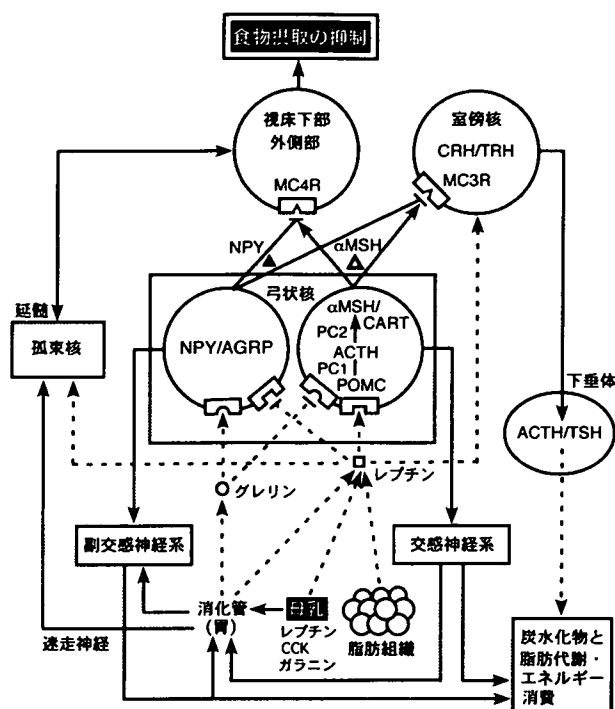 食物摂取の抑制
視床下部
外側部
MC4R
室傍核
CRH/TRH
MC3R
NPY
αMSH
弓状核
延髄
孤束核
NPY/AGRP
αMSH/
CART
PC2
ACTH
PC1
POMC
下垂体
ACTH/TSH
グレリン
レプチン
副交感神経系
交感神経系
消化管
(胃)
母乳
レプチン
CCK
ガラニン
脂肪組織
迷走神経
炭水化物と
脂肪代謝・
エネルギー
消費